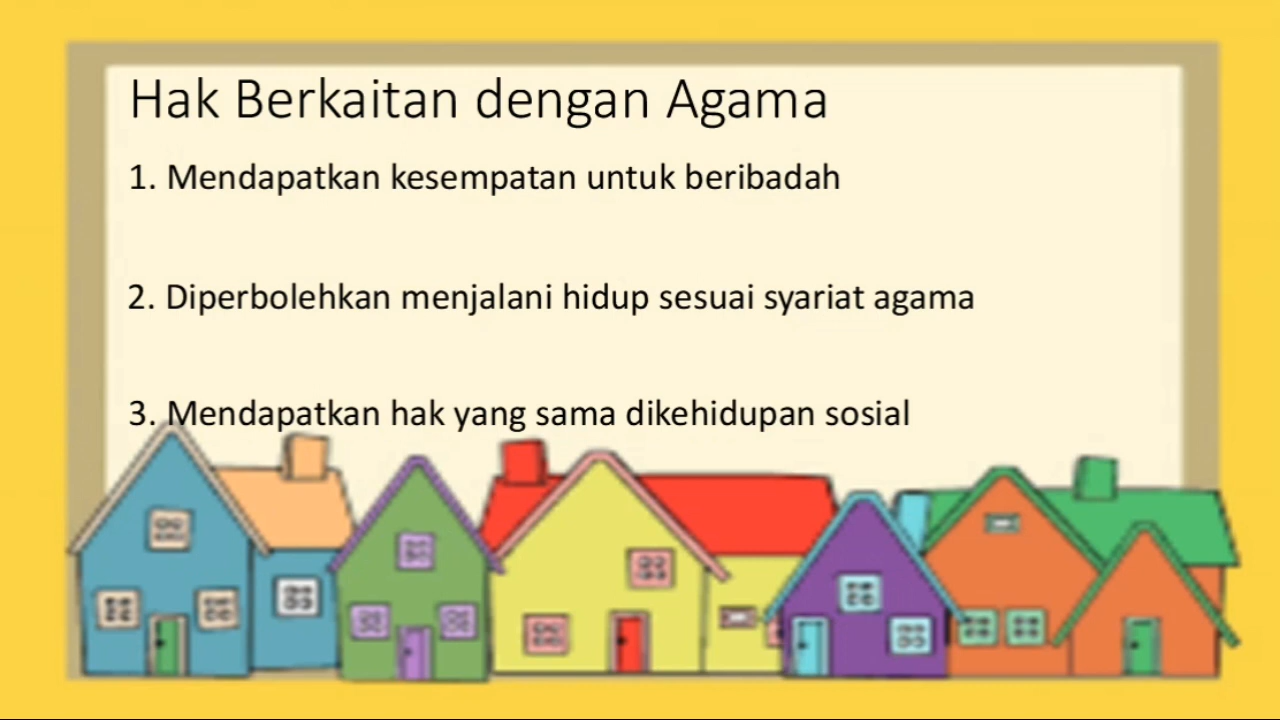 Hak Berkaitan dengan Agama
1. Mendapatkan kesempatan untuk beribadah
2. Diperbolehkan menjalani hidup sesuai syariat agama
3. Mendapatkan hak yang sama dikehidupan sosial